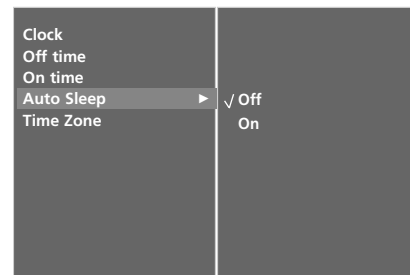 Clock
Off time
On time
Auto Sleep ► √ Off
On
Time Zone